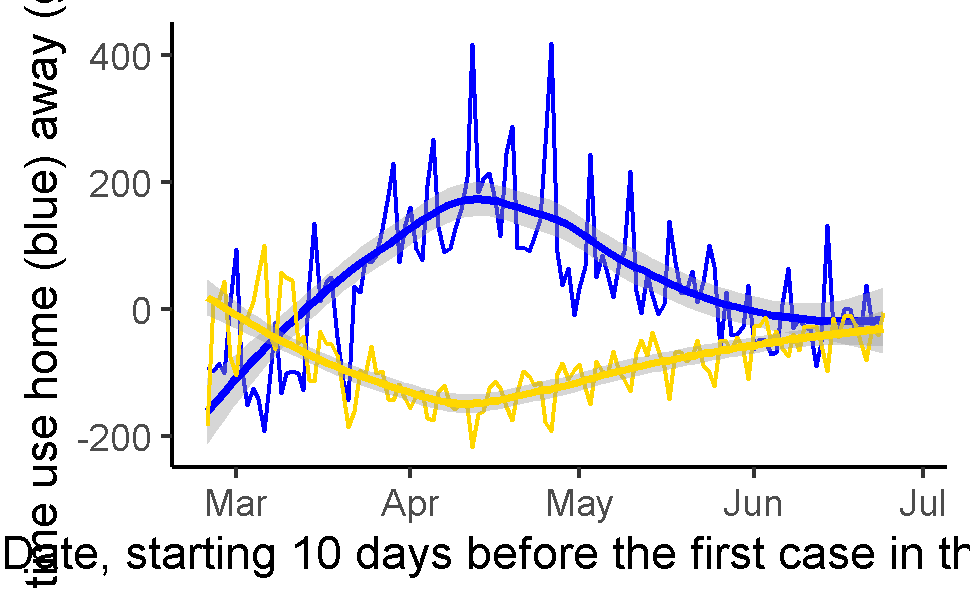 time use home (blue) away (
400
200
0
-200
Mar Apr May Jun Jul
Date, starting 10 days before the first case in th